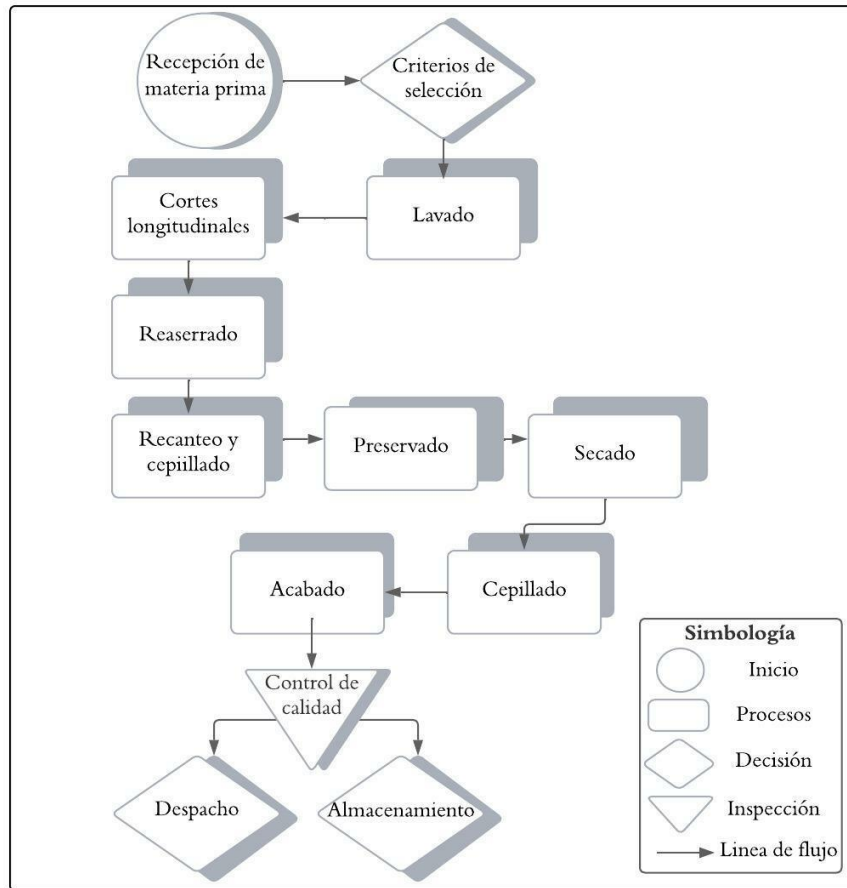 Recepción de
materia prima
Criterios de
selección
Cortes
longitudinales
Lavado
Reaserrado
Recanteo y
cepiillado
Preservado
Secado
Acabado
Cepillado
Control de
calidad
Despacho
Almacenamiento
Simbología
Inicio
Procesos
Decisión
Inspección
Linea de flujo